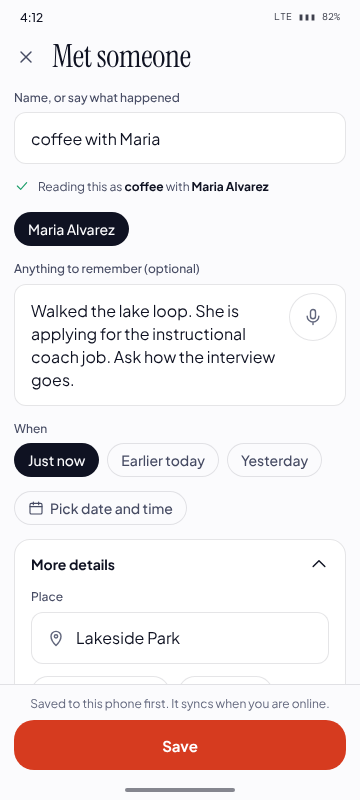 4:12
LTE 82%
Met someone
Name, or say what happened
coffee with Maria
Reading this as coffee with Maria Alvarez
Maria Alvarez
Anything to remember (optional)
Walked the lake loop. She is
applying for the instructional
coach job. Ask how the interview
goes.
When
Just now
Earlier today
Yesterday
Pick date and time
More details
Place
Lakeside Park
Saved to this phone first. It syncs when you are online.
Save